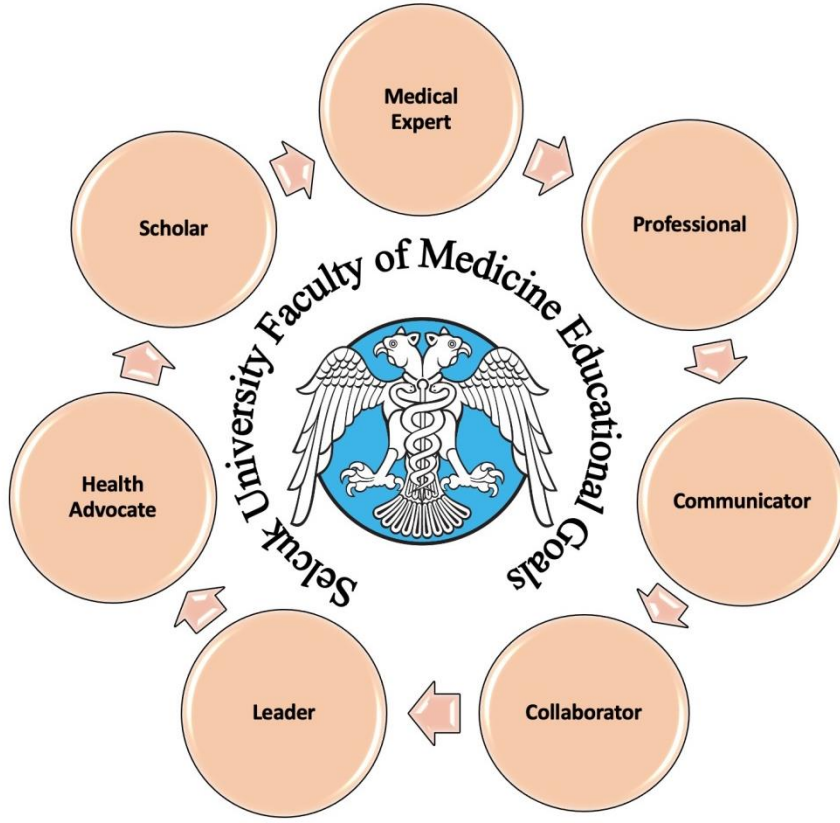 Medical
Expert
Professional
Communicator
Collaborator
Leader
Health
Advocate
Scholar
Selcuk University Faculty of Medicine Educational Goals